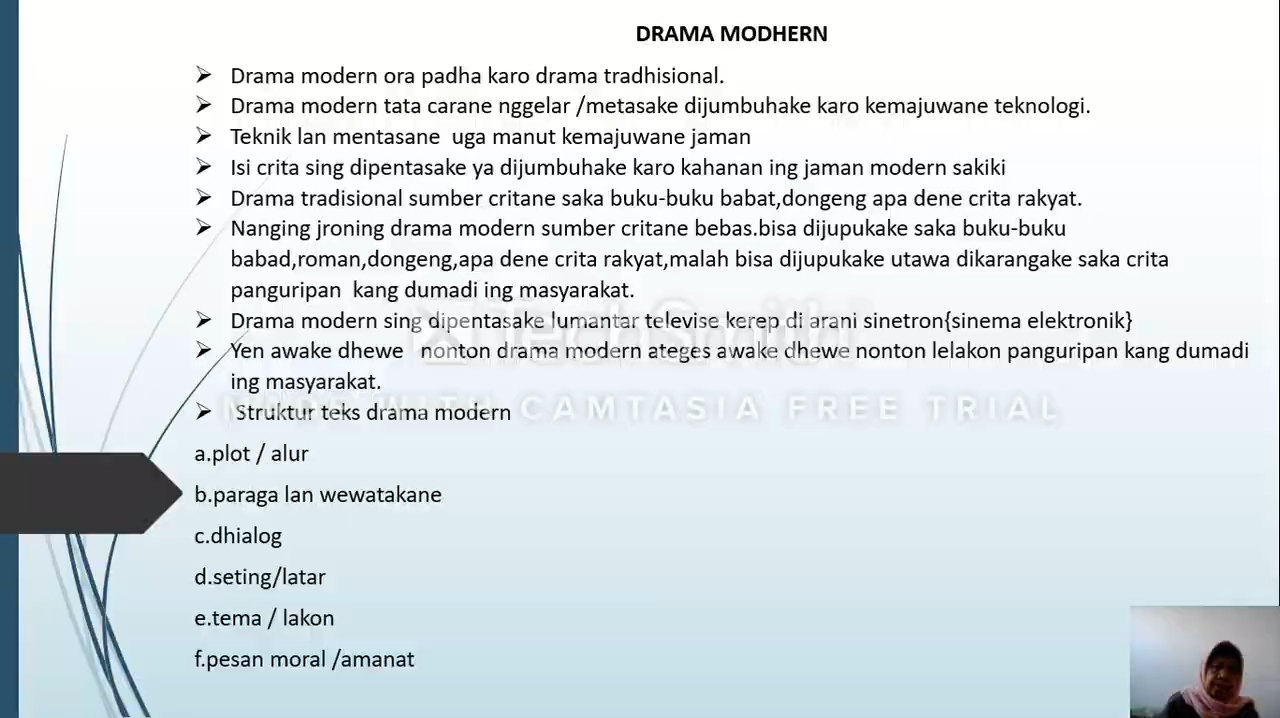 DRAMA MODHERN
Drama modern ora padha karo drama tradhisional.
Drama modern tata carane nggelar /metasake dijumbuhake karo kemajuwane teknologi.
Teknik lan mentasane uga manut kemajuwane jaman
Isi crita sing dipentasake ya dijumbuhake karo kahanan ing jaman modern sakiki
Drama tradisional sumber critane saka buku-buku babat,dongeng apa dene crita rakyat.
Nanging jroning drama modern sumber critane bebas.bisa dijupukake saka buku-buku
babad,roman,dongeng,apa dene crita rakyat,malah bisa dijupukake utawa dikarangake saka crita
panguripan kang dumadi ing masyarakat.
Drama modern sing dipentasake lumantar televise kerep di arani sinetron{sinema elektronik}
Yen awake dhewe nonton drama modern ateges awake dhewe nonton lelakon panguripan kang dumadi
ing masyarakat.
Struktur teks drama modern
a.plot / alur
b.paraga lan wewatakane
c.dhialog
d.seting/latar
e.tema / lakon
f.pesan moral /amanat
TechSmith
MADE WITH CAMTASIA FREE TRIAL